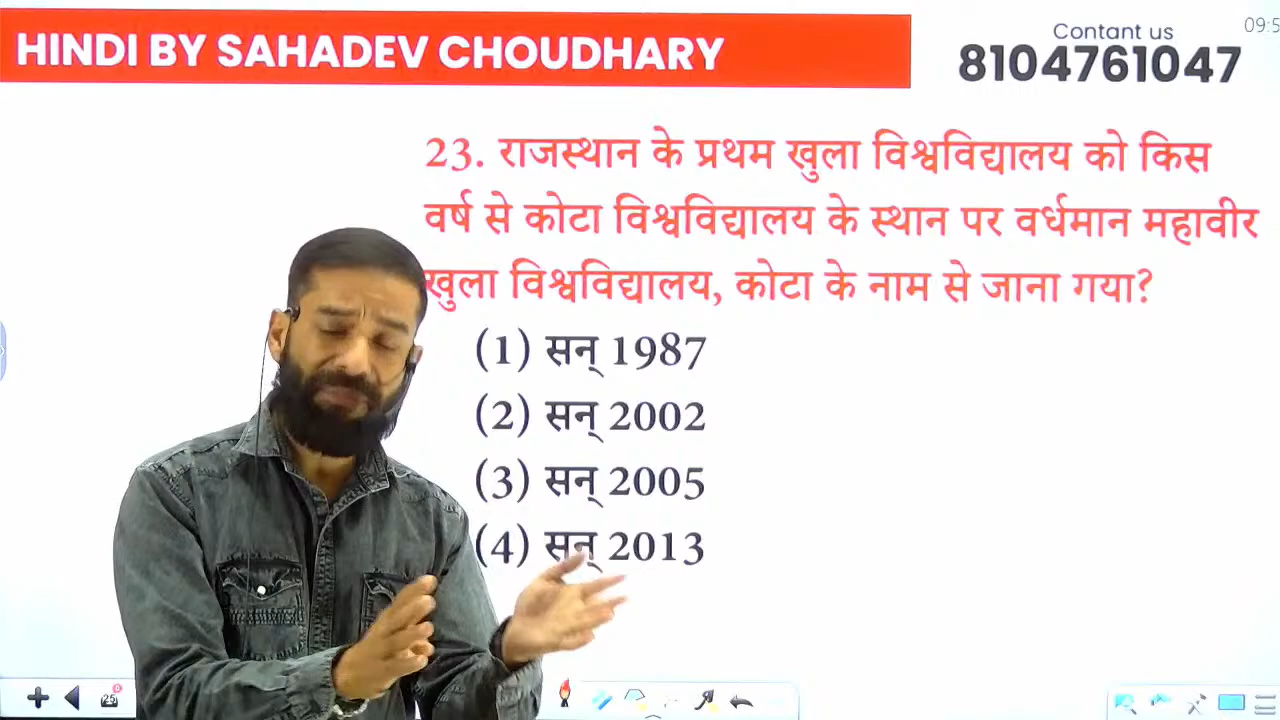 HINDI BY SAHADEV CHOUDHARY
Contant us
8104761047
09:5
23. राजस्थान के प्रथम खुला विश्वविद्यालय को किस
वर्ष से कोटा विश्वविद्यालय के स्थान पर वर्धमान महावीर
खुला विश्वविद्यालय, कोटा के नाम से जाना गया?
(1) सन् 1987
(2) सन् 2002
(3) सन् 2005
(4) सन् 2013
25